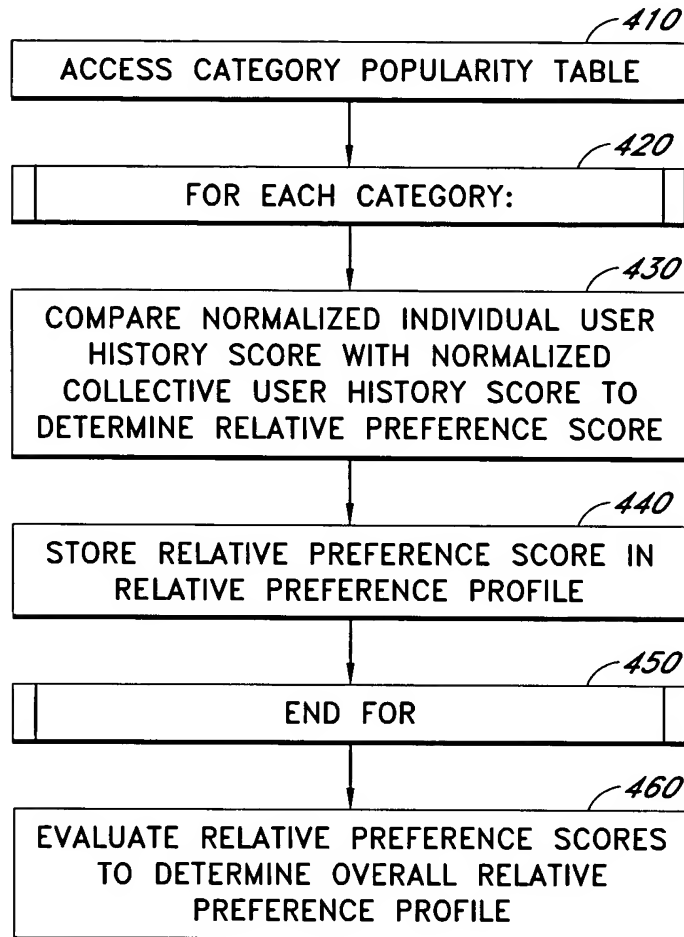 410
ACCESS CATEGORY POPULARITY TABLE
420
FOR EACH CATEGORY:
430
COMPARE NORMALIZED INDIVIDUAL USER
HISTORY SCORE WITH NORMALIZED
COLLECTIVE USER HISTORY SCORE TO
DETERMINE RELATIVE PREFERENCE SCORE
440
STORE RELATIVE PREFERENCE SCORE IN
RELATIVE PREFERENCE PROFILE
450
END FOR
460
EVALUATE RELATIVE PREFERENCE SCORES
TO DETERMINE OVERALL RELATIVE
PREFERENCE PROFILE